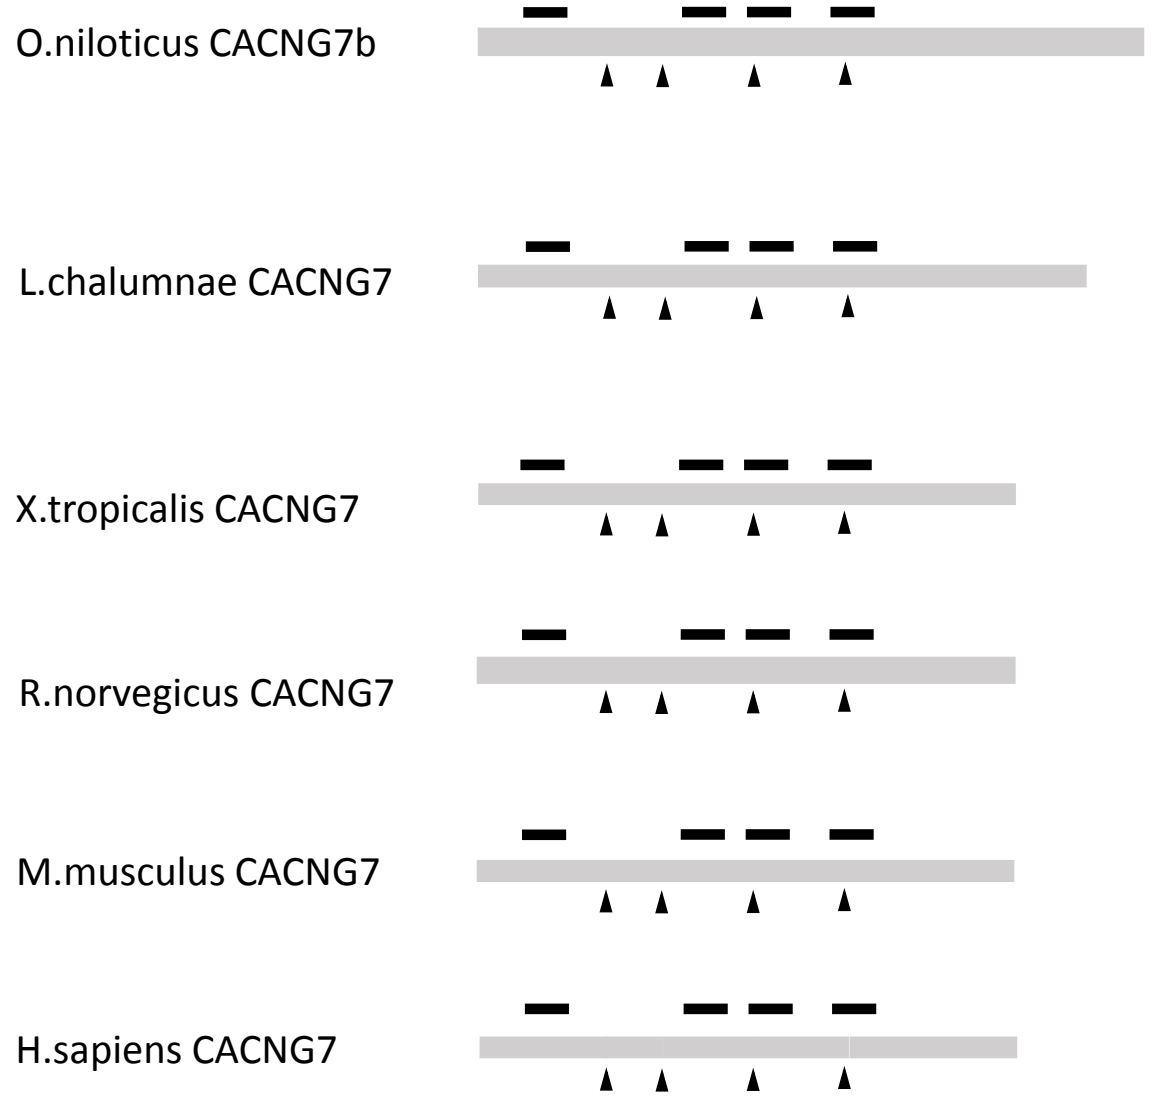 O.niloticus CACNG7b
L.chalumnae CACNG7
X.tropicalis CACNG7
R.norvegicus CACNG7
M.musculus CACNG7
H.sapiens CACNG7